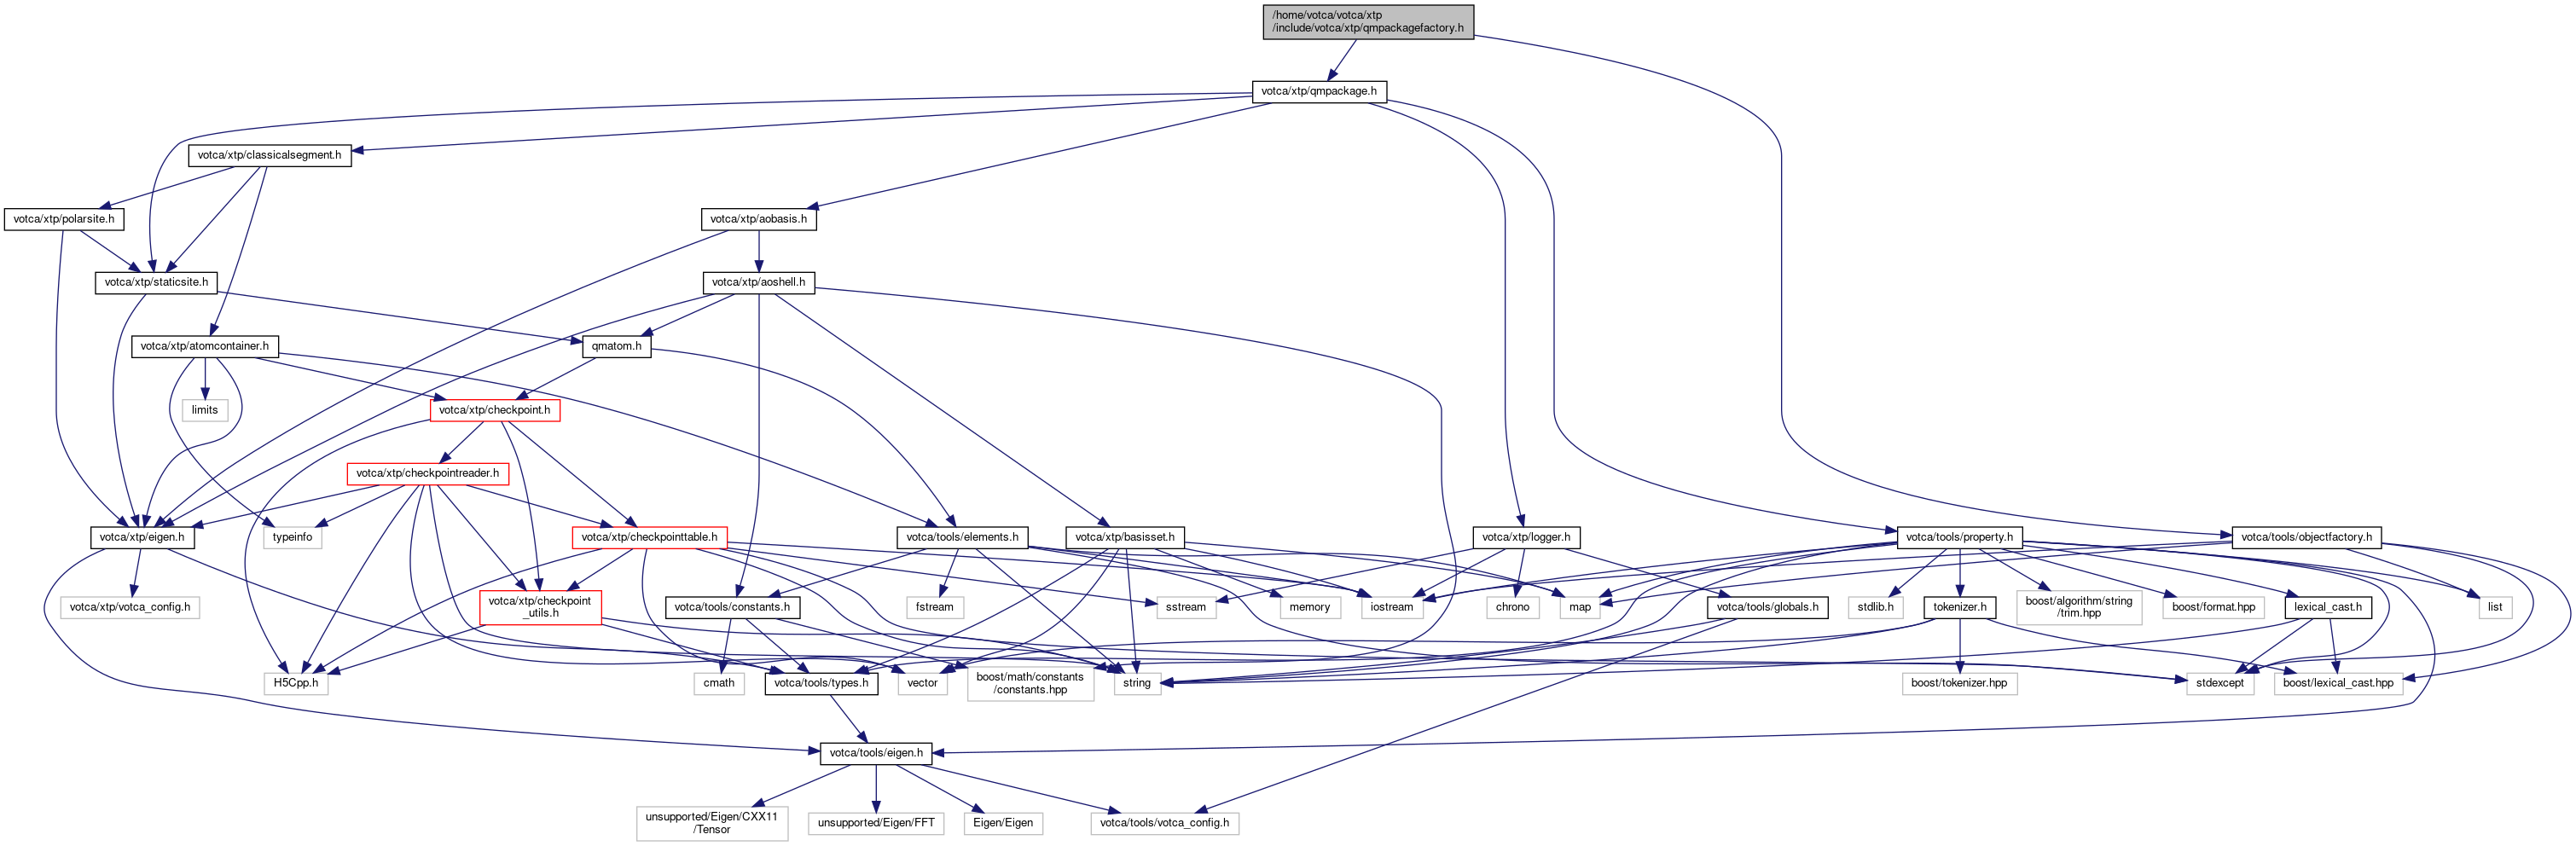 /home/votca/votca/xtp
/include/votca/xtp/qmpackagefactory.h
votca/xtp/qmpackage.h
votca/xtp/classicalsegment.h
votca/xtp/polarsite.h
votca/xtp/aobasis.h
votca/xtp/staticsite.h
votca/xtp/aoshell.h
votca/xtp/atomcontainer.h
qmatom.h
limits
votca/xtp/checkpoint.h
votca/xtp/checkpointreader.h
votca/xtp/eigen.h
typeinfo
votca/xtp/checkpointtable.h
votca/tools/elements.h
votca/xtp/basisset.h
votca/xtp/logger.h
votca/tools/property.h
votca/tools/objectfactory.h
votca/xtp/votca_config.h
votca/xtp/checkpoint
_utils.h
votca/tools/constants.h
fstream
sstream
memory
iostream
chrono
map
votca/tools/globals.h
stdlib.h
tokenizer.h
boost/algorithm/string
/trim.hpp
boost/format.hpp
lexical_cast.h
list
H5Cpp.h
cmath
votca/tools/types.h
vector
boost/math/constants
/constants.hpp
string
boost/tokenizer.hpp
stdexcept
boost/lexical_cast.hpp
votca/tools/eigen.h
unsupported/Eigen/CXX11
/Tensor
unsupported/Eigen/FFT
Eigen/Eigen
votca/tools/votca_config.h